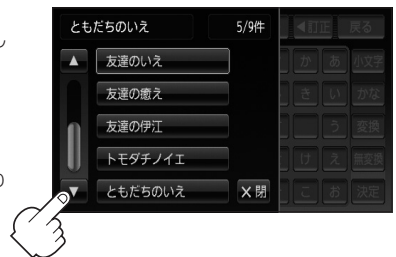 ともだちのいえ 5/9件 ◀訂正 戻る
▲ 友達のいえ か あ 小文字
友達の癒え き い かな
友達の伊江 う 変換
トモダチノイエ け え 無変換
▼ ともだちのいえ ×閉 こ お 決定